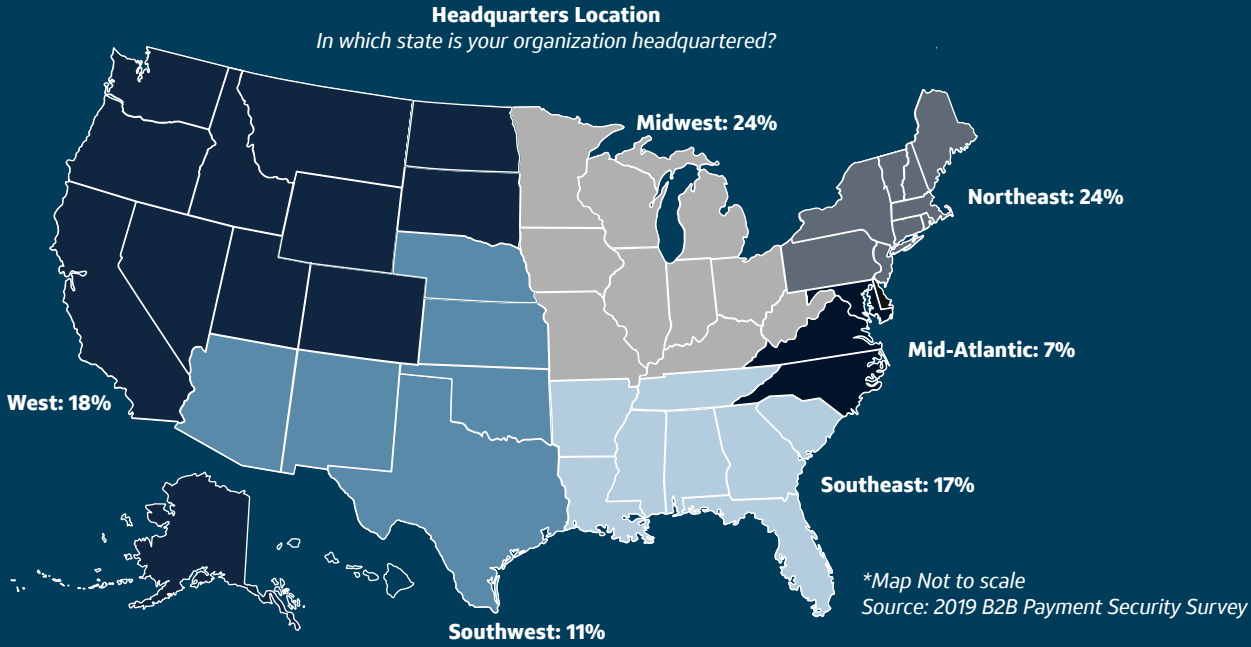 Headquarters Location
In which state is your organization headquartered?
Midwest: 24%
Northeast: 24%
Mid-Atlantic: 7%
West: 18%
Southeast: 17%
*Map Not to scale
Source: 2019 B2B Payment Security Survey
Southwest: 11%